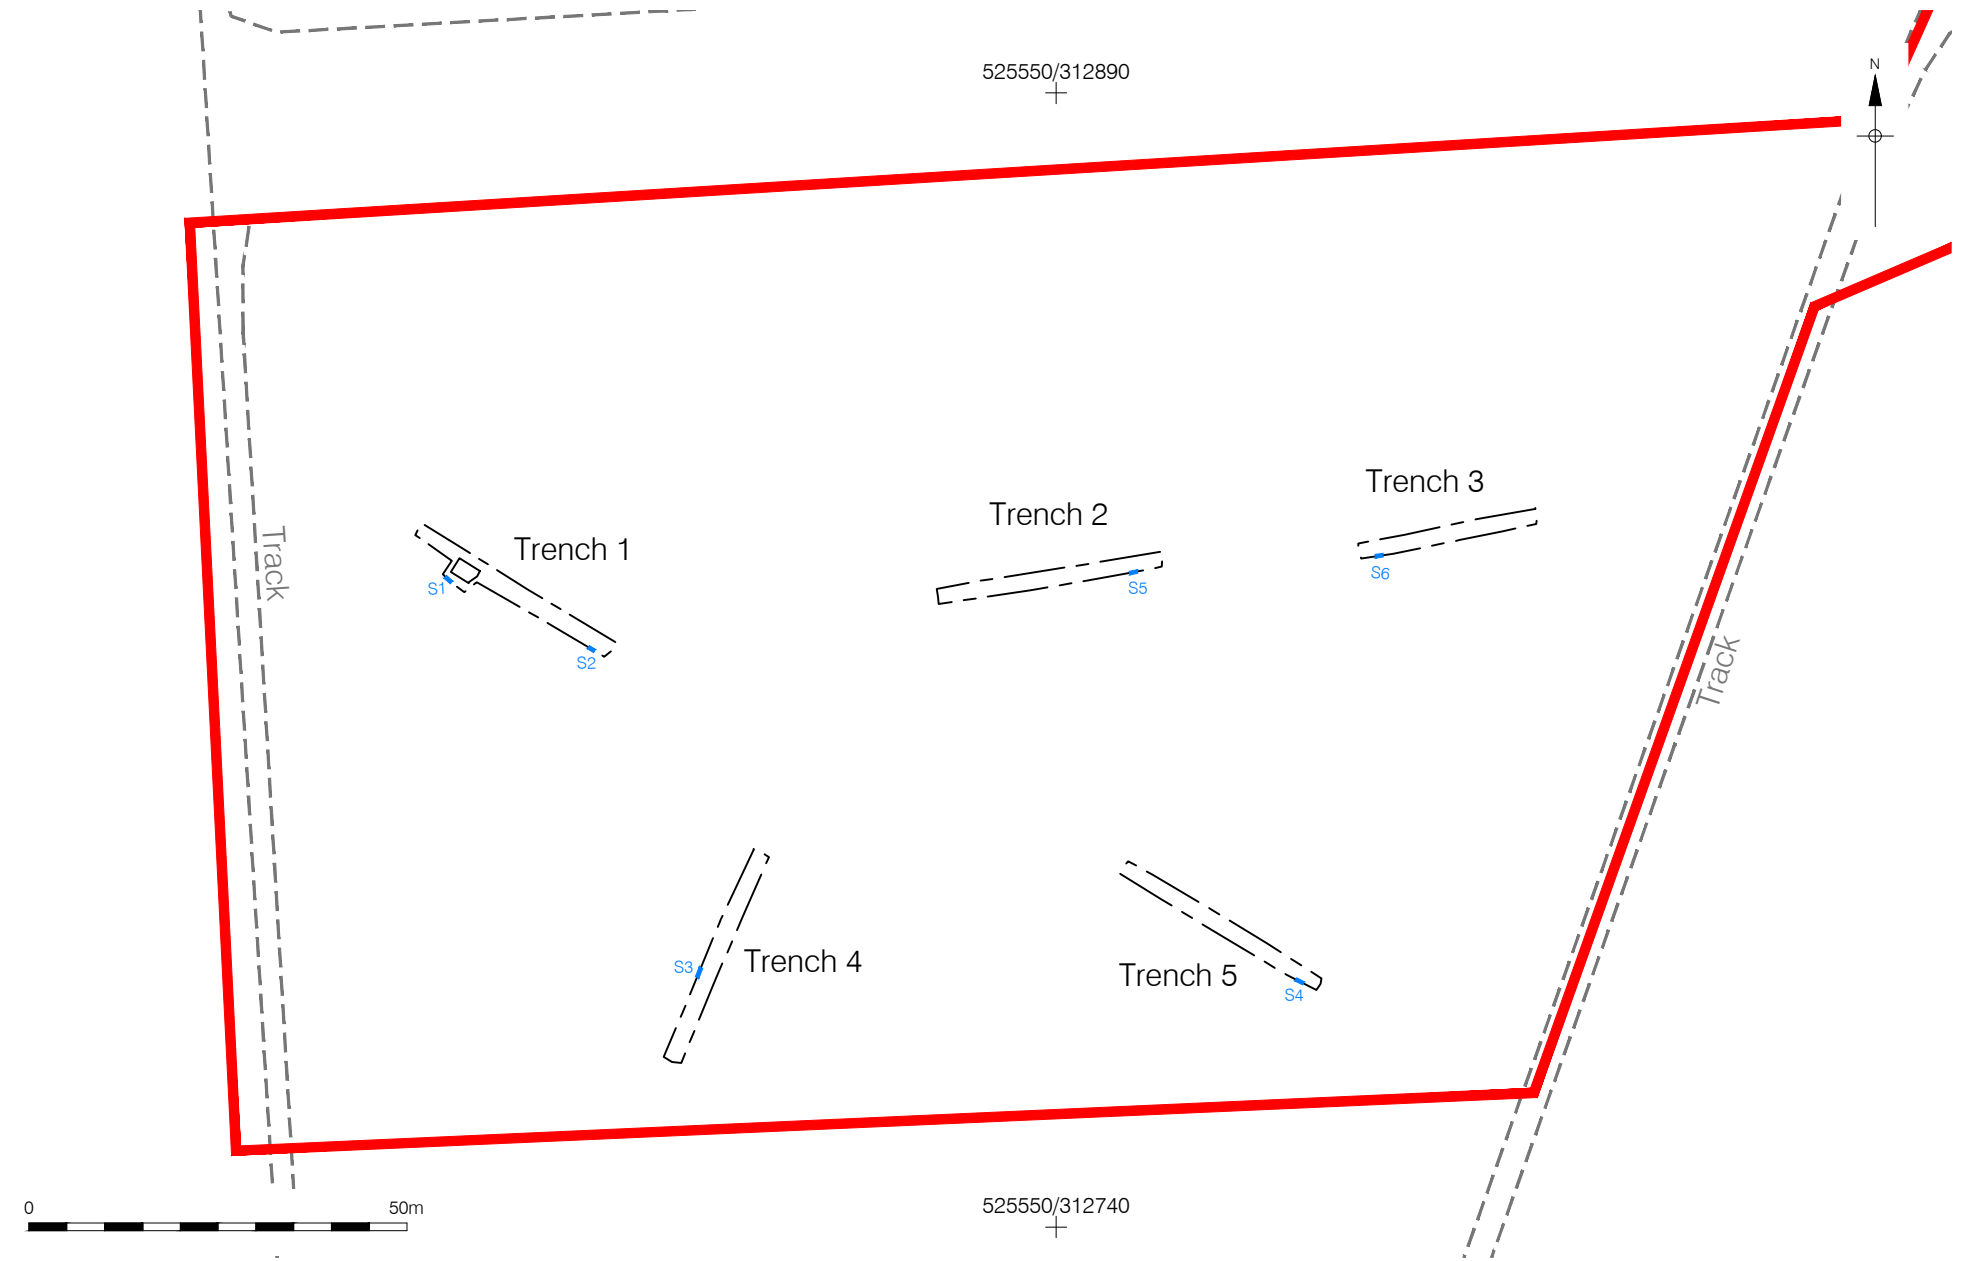 525550/312890
N
Trench 3
Trench 2
Track
Trench 1
S6
S1
S5
S2
Track
S3
Trench 4
Trench 5
S4
0
50m
525550/312740